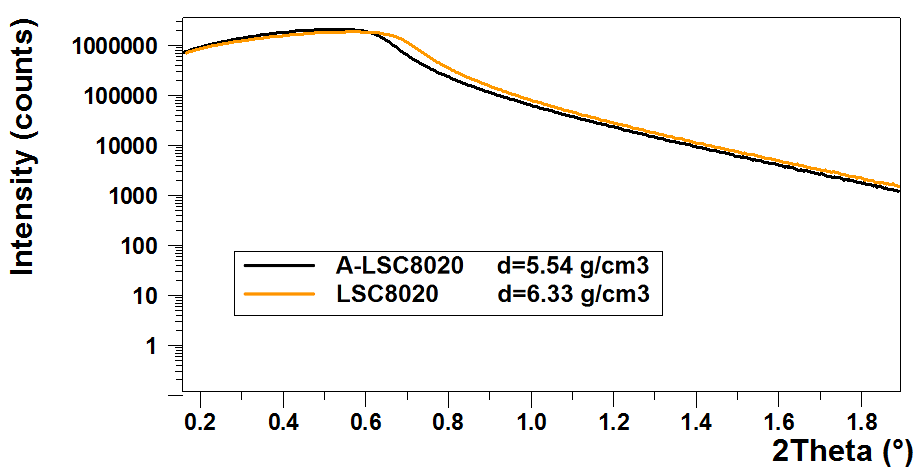 Intensity (counts)
1000000
100000
10000
1000
100
10
1
A-LSC8020 d=5.54 g/cm3
LSC8020 d=6.33 g/cm3
0.2 0.4 0.6 0.8 1.0 1.2 1.4 1.6 1.8
2Theta (°)